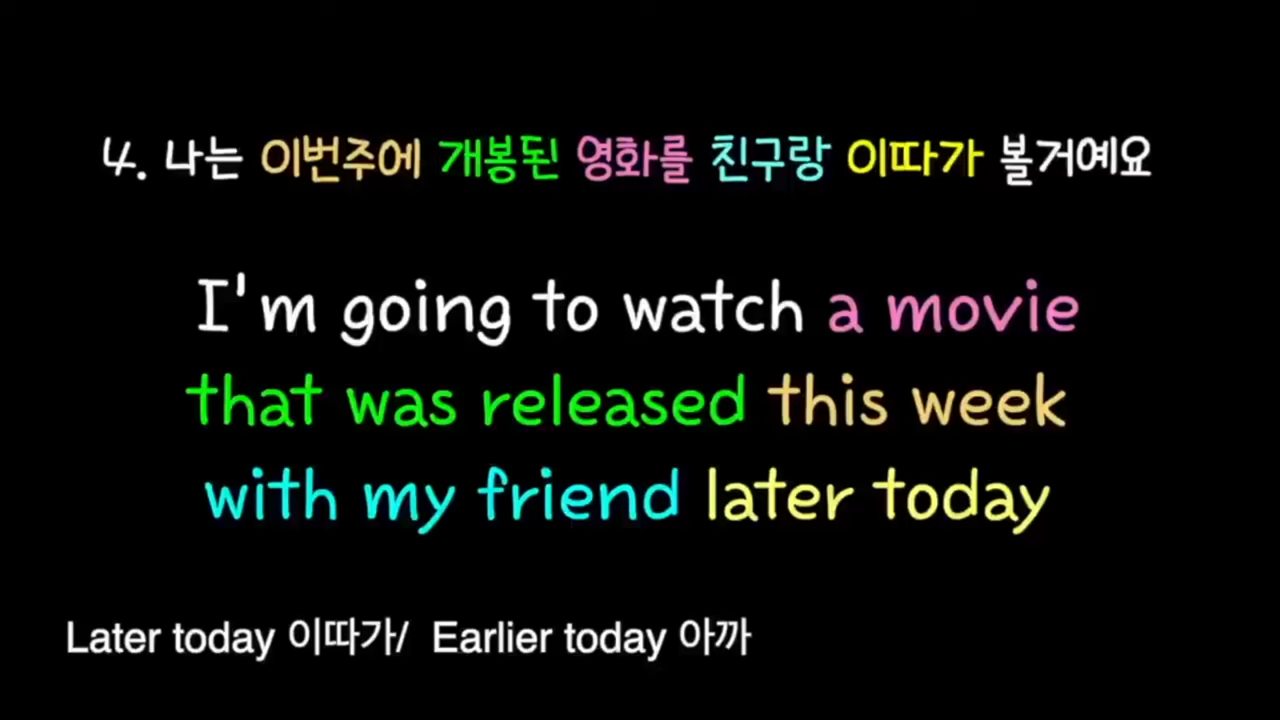 4. 나는 이번주에 개봉된 영화를 친구랑 이따가 볼거예요
I'm going to watch a movie
that was released this week
with my friend later today
Later today 이따가/ Earlier today 아까